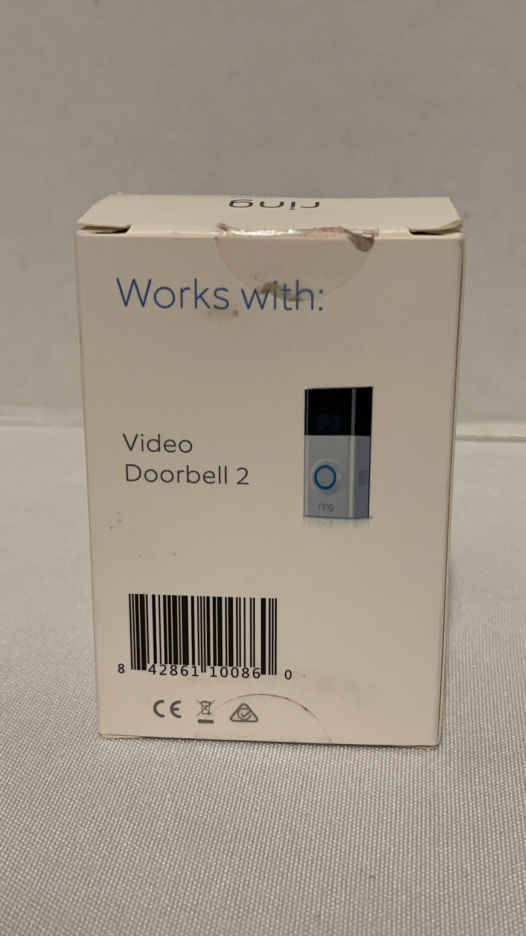 ring
Works with:
Video
Doorbell 2
ring
8 42861 10086 0
CE